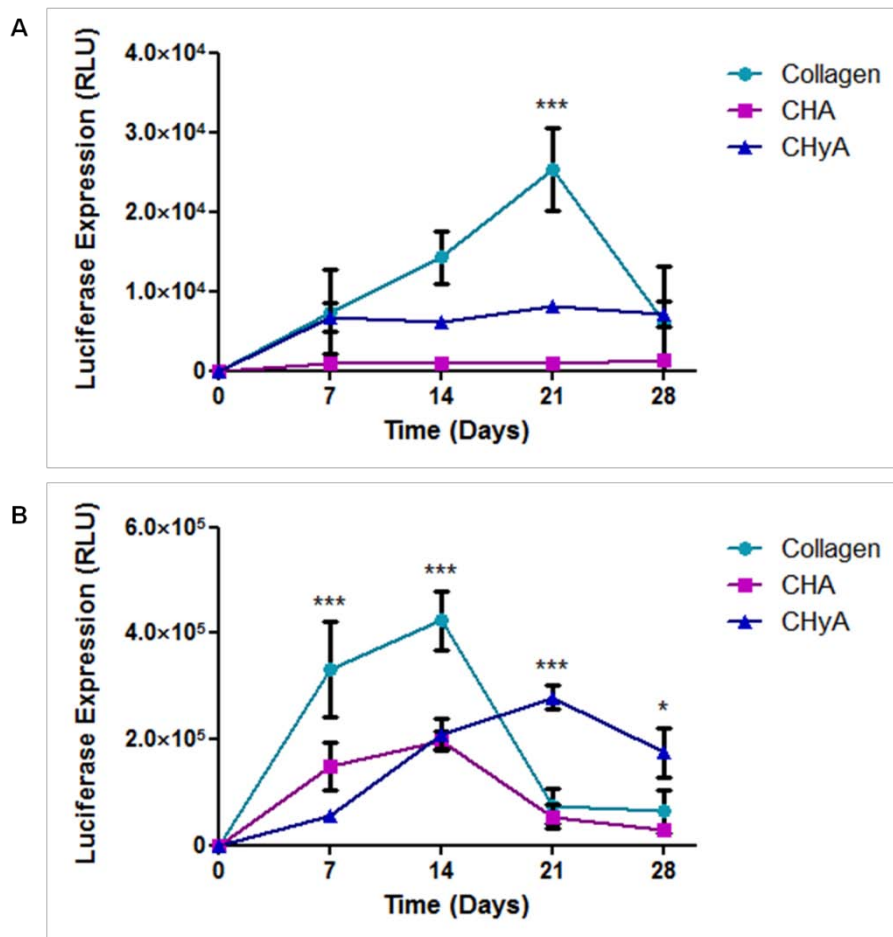 A
Luciferase Expression (RLU)
4.0×10⁴
3.0×10⁴
2.0×10⁴
1.0×10⁴
0
***
0 7 14 21 28
Time (Days)
Collagen
CHA
CHyA
B
Luciferase Expression (RLU)
6.0×10⁵
4.0×10⁵
2.0×10⁵
0
***
***
***
*
0 7 14 21 28
Time (Days)
Collagen
CHA
CHyA